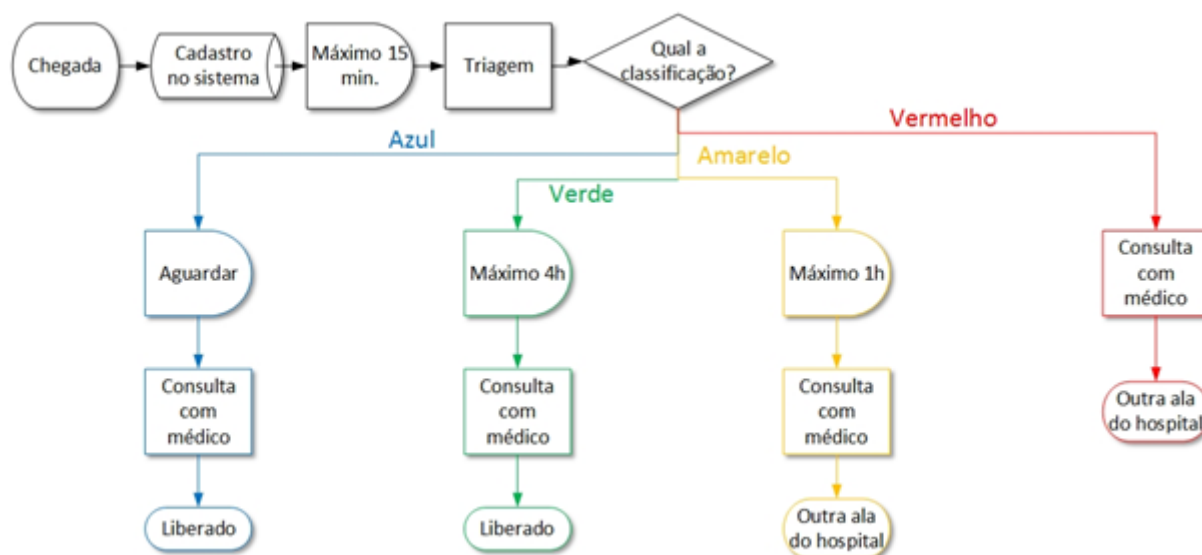 Chegada
Cadastro
no sistema
Máximo 15
min.
Triagem
Qual a
classificação?
Azul
Verde
Amarelo
Vermelho
Aguardar
Máximo 4h
Máximo 1h
Consulta
com
médico
Consulta
com
médico
Consulta
com
médico
Consulta
com
médico
Outra ala
do hospital
Liberado
Liberado
Outra ala
do hospital